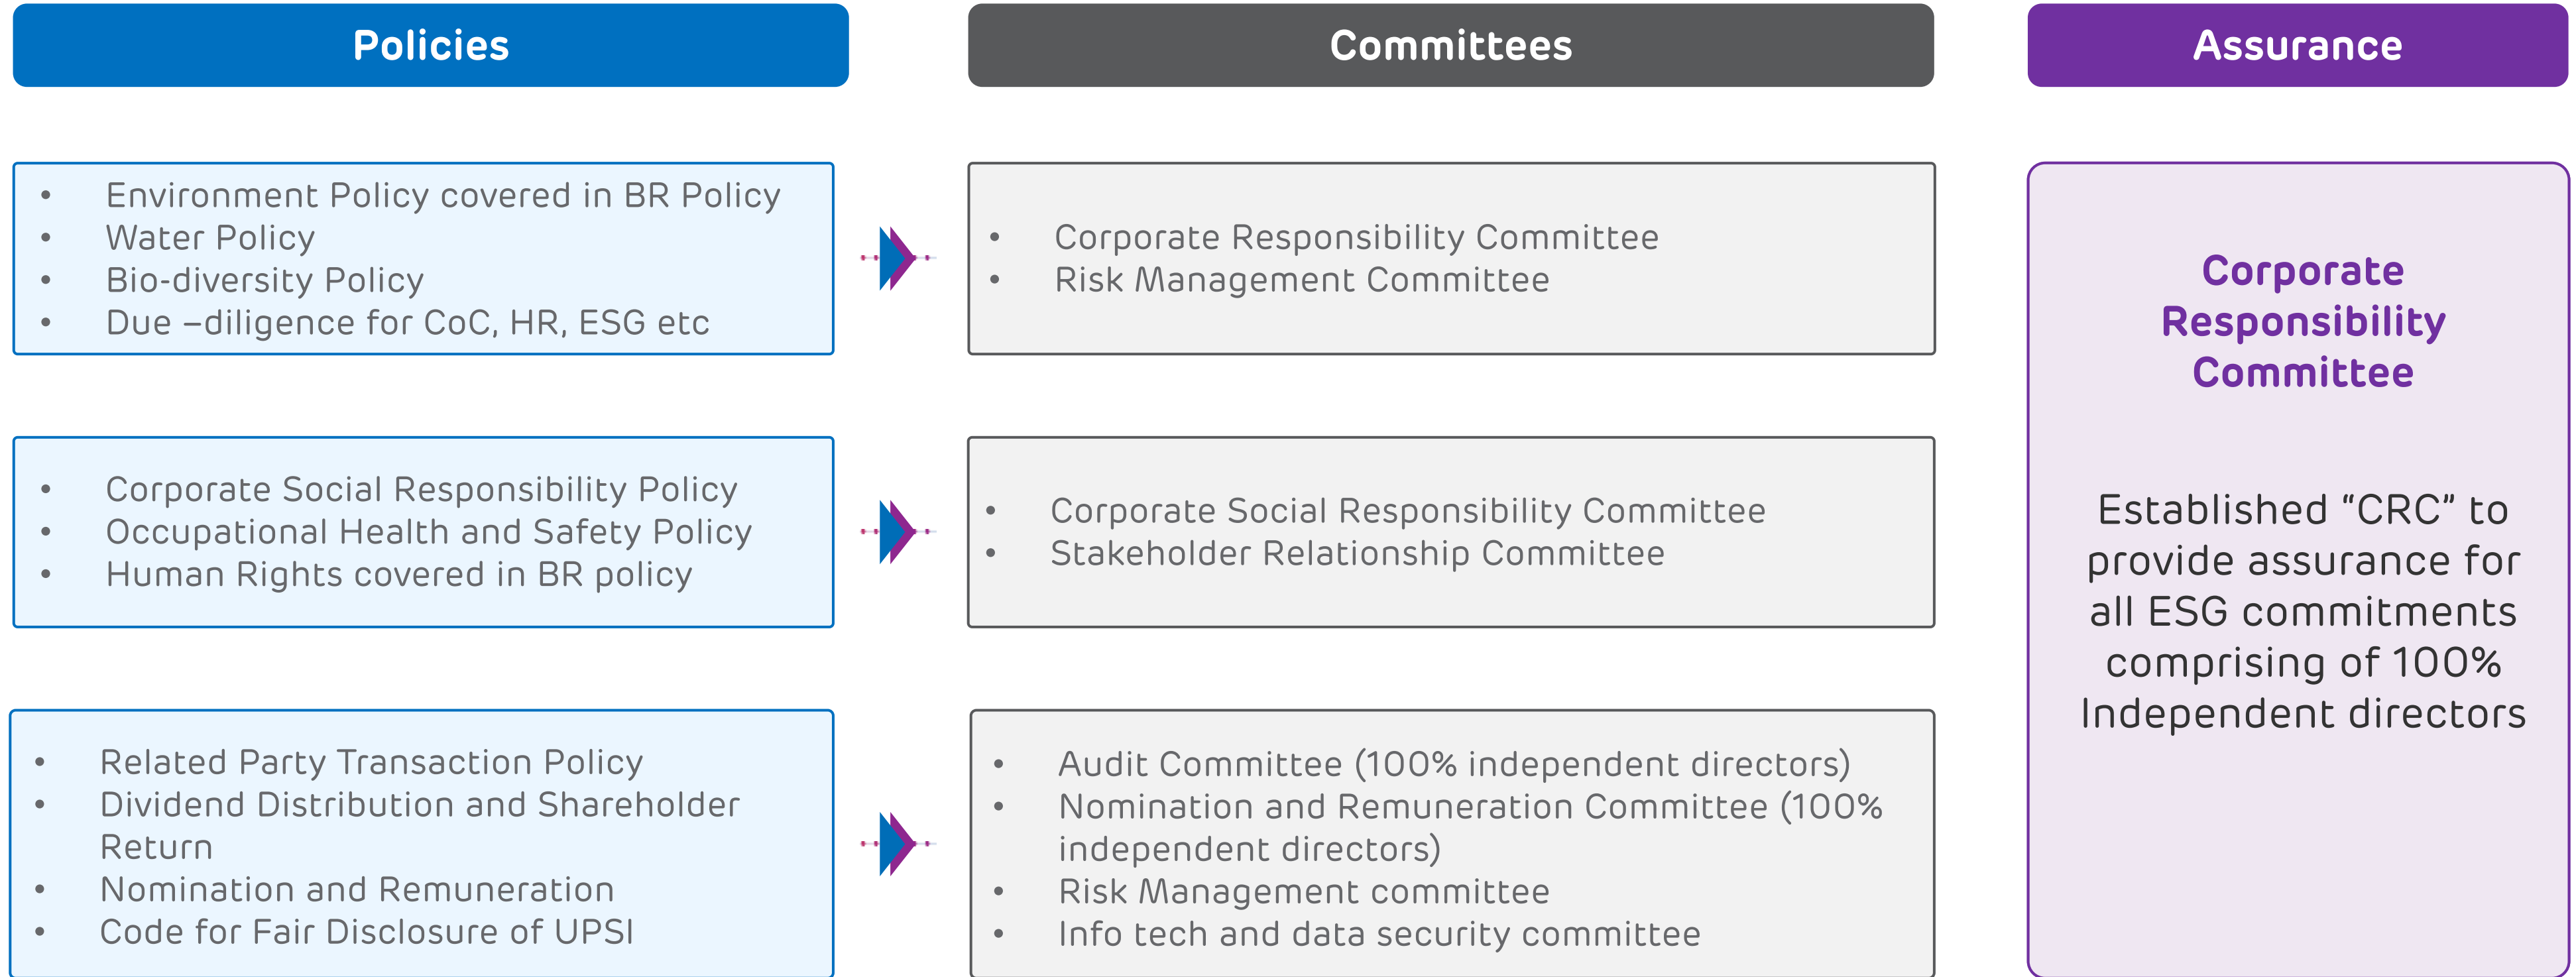 Policies
Committees
Assurance
• Environment Policy covered in BR Policy
• Water Policy
• Bio-diversity Policy
• Due –diligence for CoC, HR, ESG etc
• Corporate Responsibility Committee
• Risk Management Committee
• Corporate Social Responsibility Policy
• Occupational Health and Safety Policy
• Human Rights covered in BR policy
• Corporate Social Responsibility Committee
• Stakeholder Relationship Committee
• Related Party Transaction Policy
• Dividend Distribution and Shareholder
Return
• Nomination and Remuneration
• Code for Fair Disclosure of UPSI
• Audit Committee (100% independent directors)
• Nomination and Remuneration Committee (100%
independent directors)
• Risk Management committee
• Info tech and data security committee
Corporate
Responsibility
Committee
Established “CRC” to
provide assurance for
all ESG commitments
comprising of 100%
Independent directors